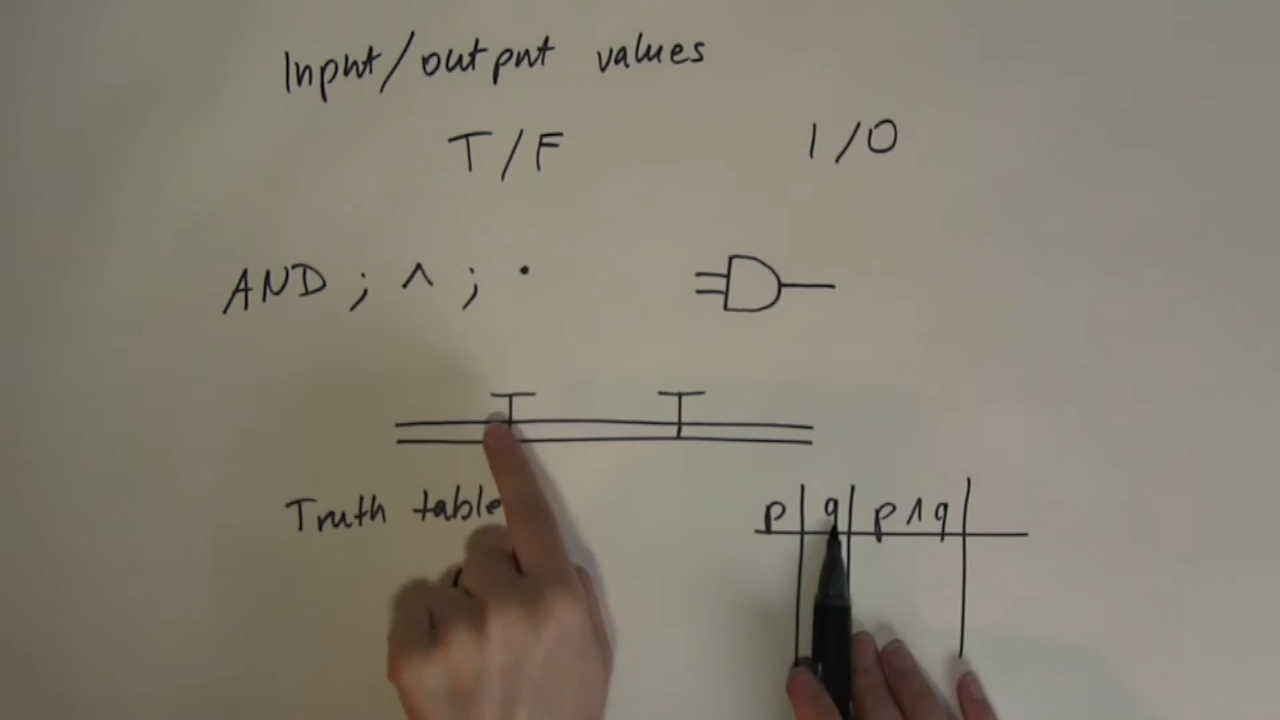 Input/output values
T/F 1/0
AND ; ∧ ; ·
Truth table
p q p∧q